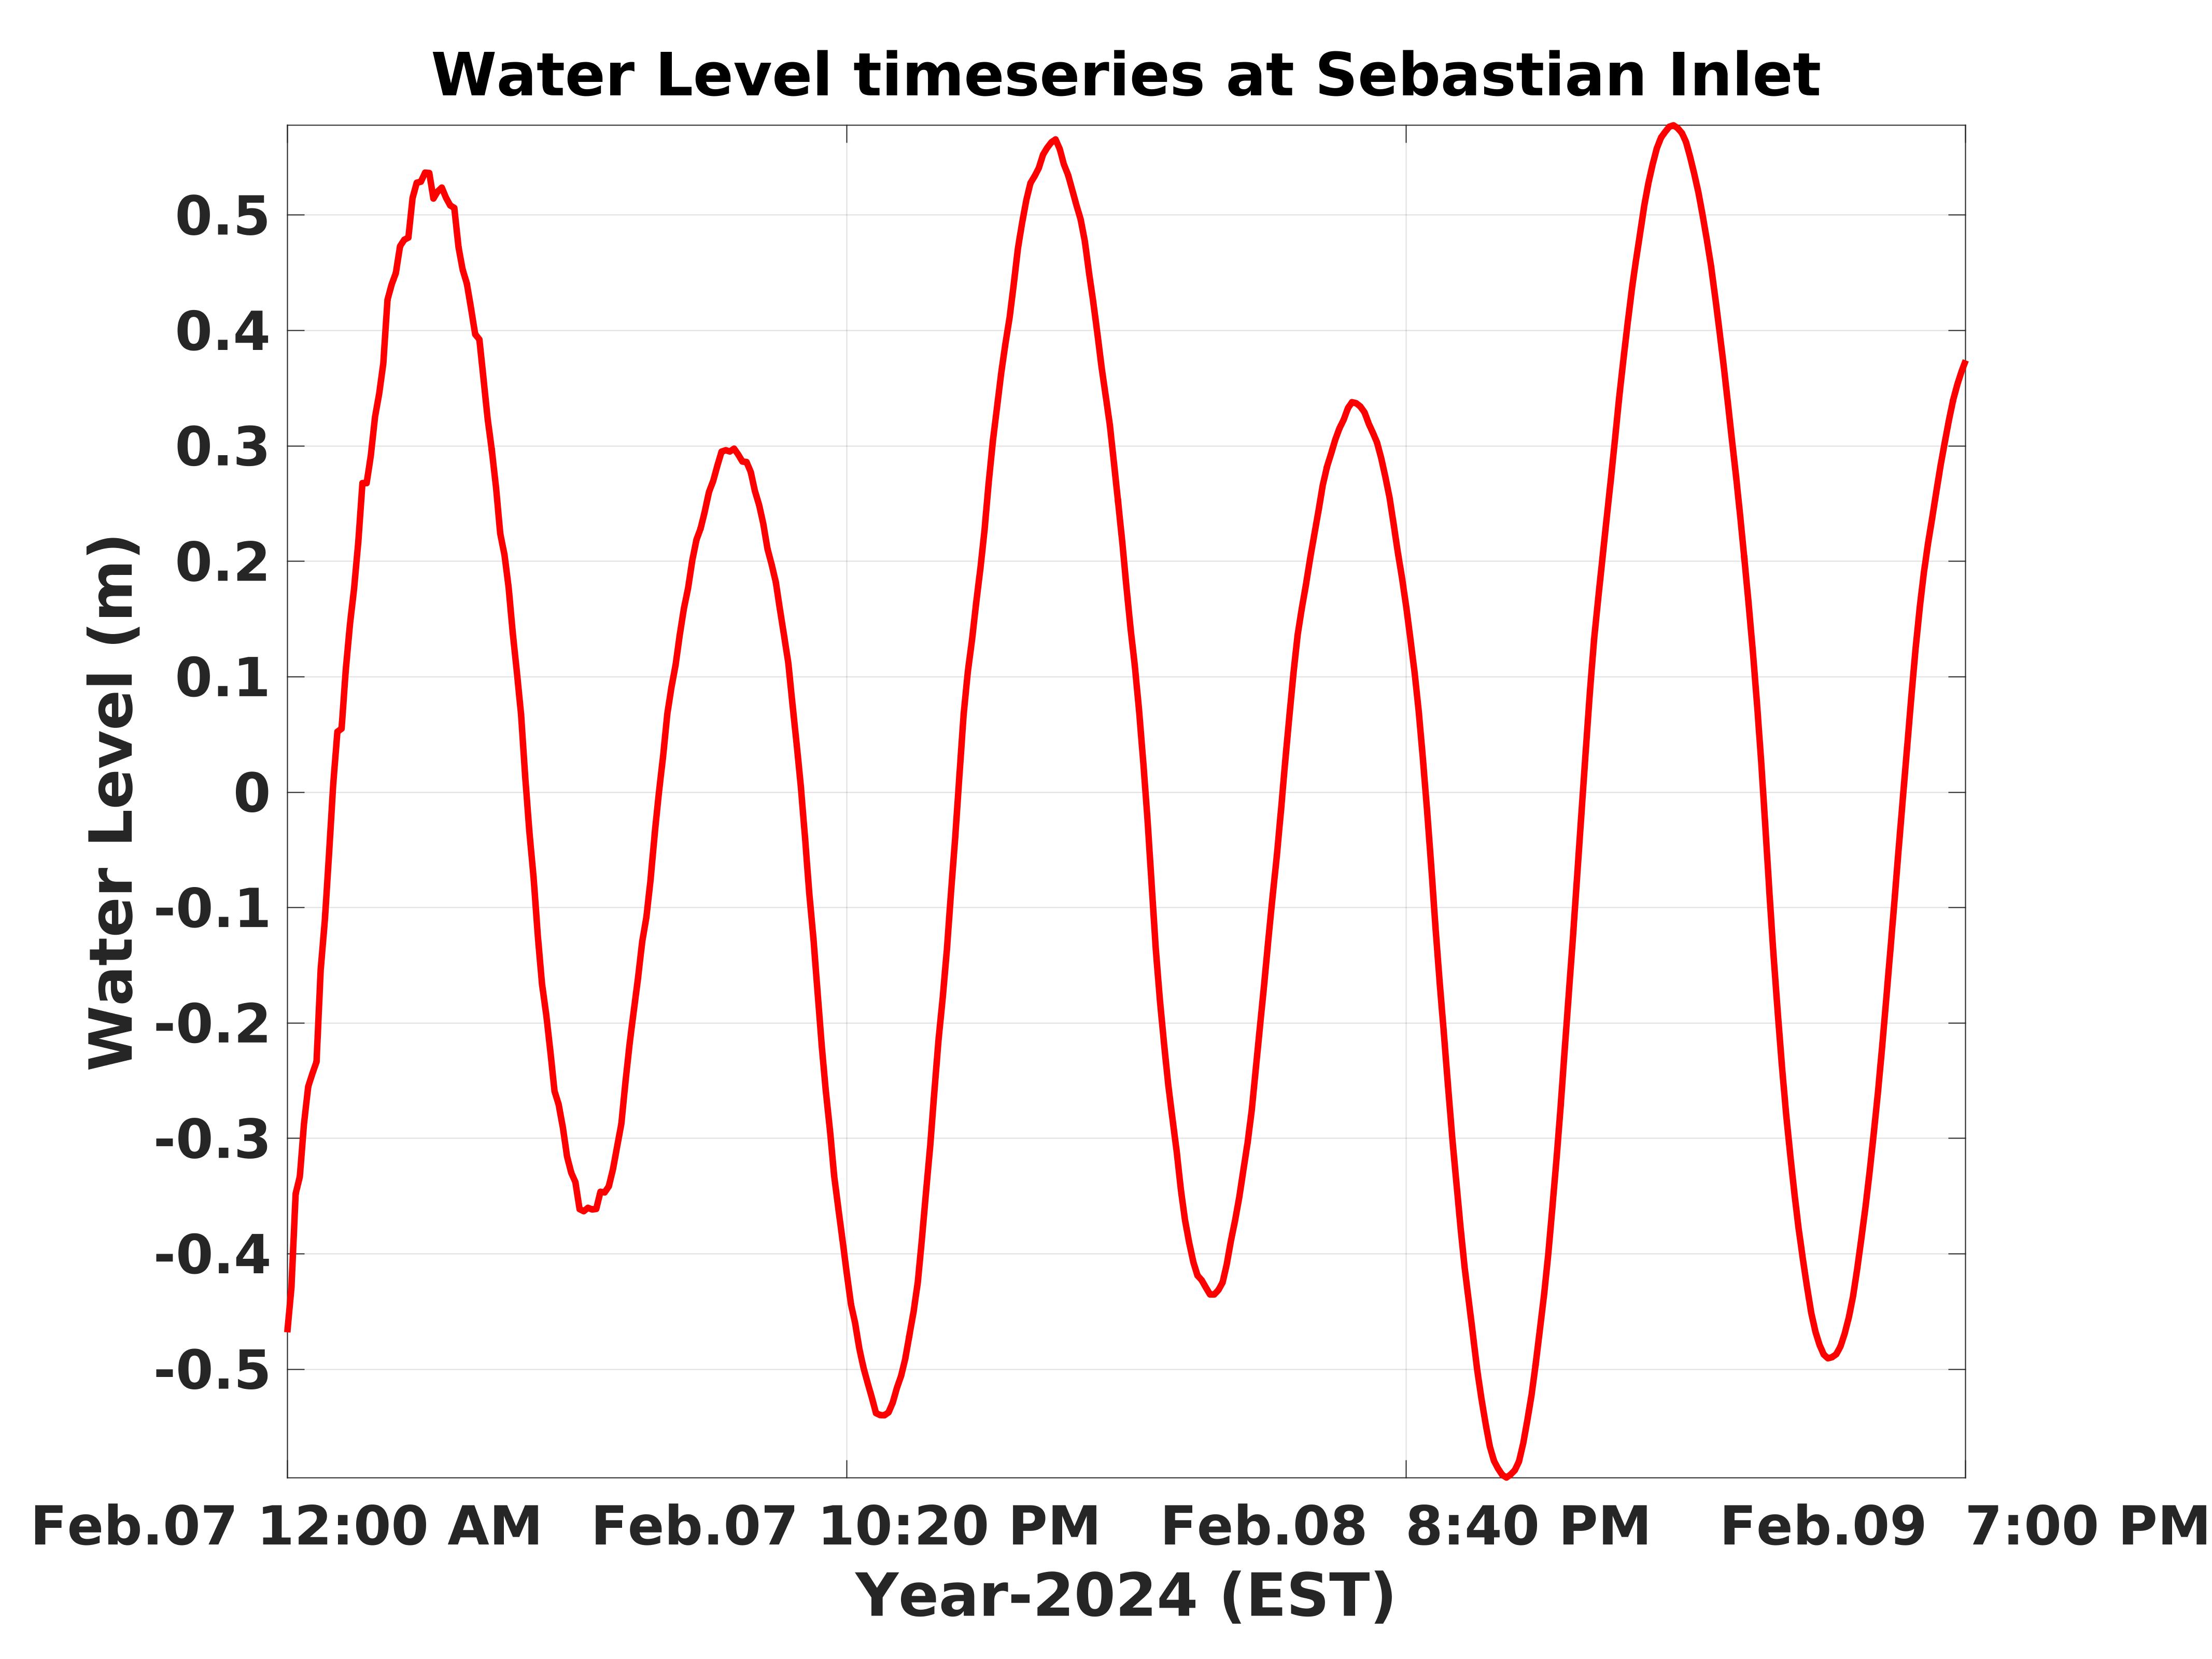 Water Level timeseries at Sebastian Inlet
0.5
0.4
0.3
0.2
0.1
0
-0.1
-0.2
-0.3
-0.4
-0.5
Water Level (m)
Feb.07 12:00 AM
Feb.07 10:20 PM
Feb.08 8:40 PM
Feb.09 7:00 PM
Year-2024 (EST)